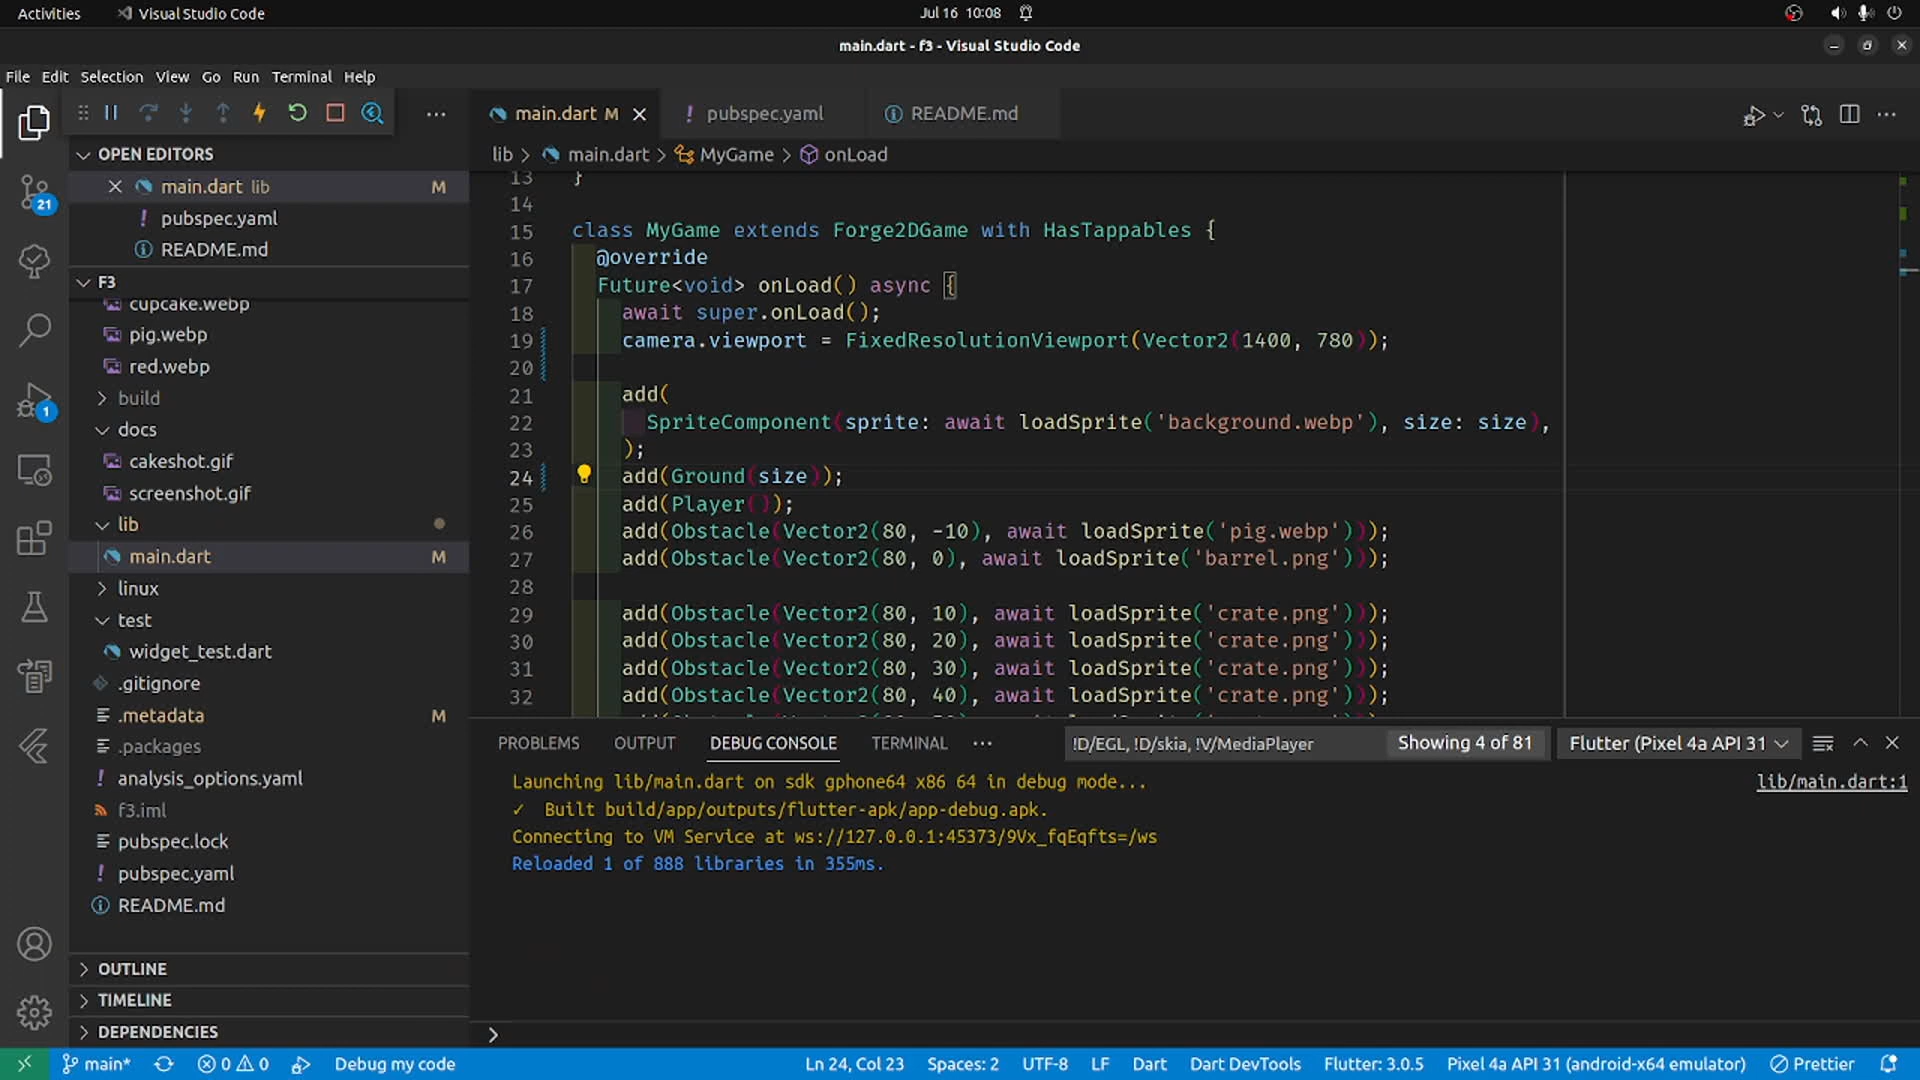 Activities
Visual Studio Code
Jul 16 10:08
main.dart - f3 - Visual Studio Code
File Edit Selection View Go Run Terminal Help
main.dart M
pubspec.yaml
README.md
lib > main.dart > MyGame > onLoad
OPEN EDITORS
main.dart lib M
pubspec.yaml
README.md
F3
cupcake.webp
pig.webp
red.webp
build
docs
cakeshot.gif
screenshot.gif
lib
main.dart M
linux
test
widget_test.dart
.gitignore
.metadata M
.packages
analysis_options.yaml
f3.iml
pubspec.lock
pubspec.yaml
README.md
OUTLINE
TIMELINE
DEPENDENCIES
21
1
13 }
14
15 class MyGame extends Forge2DGame with HasTappables {
16 @override
17 Future<void> onLoad() async {
18 await super.onLoad();
19 camera.viewport = FixedResolutionViewport(Vector2(1400, 780));
20
21 add(
22 SpriteComponent(sprite: await loadSprite('background.webp'), size: size),
23 );
24 add(Ground(size));
25 add(Player());
26 add(Obstacle(Vector2(80, -10), await loadSprite('pig.webp')));
27 add(Obstacle(Vector2(80, 0), await loadSprite('barrel.png')));
28
29 add(Obstacle(Vector2(80, 10), await loadSprite('crate.png')));
30 add(Obstacle(Vector2(80, 20), await loadSprite('crate.png')));
31 add(Obstacle(Vector2(80, 30), await loadSprite('crate.png')));
32 add(Obstacle(Vector2(80, 40), await loadSprite('crate.png')));
PROBLEMS OUTPUT DEBUG CONSOLE TERMINAL ···
!D/EGL, !D/skia, !V/MediaPlayer
Showing 4 of 81
Flutter (Pixel 4a API 31
Launching lib/main.dart on sdk gphone64 x86 64 in debug mode...
lib/main.dart:1
✓ Built build/app/outputs/flutter-apk/app-debug.apk.
Connecting to VM Service at ws://127.0.0.1:45373/9Vx_fqEqfts=/ws
Reloaded 1 of 888 libraries in 355ms.
>
main* 0 0 Debug my code
Ln 24, Col 23 Spaces: 2 UTF-8 LF Dart Dart DevTools Flutter: 3.0.5 Pixel 4a API 31 (android-x64 emulator) Prettier